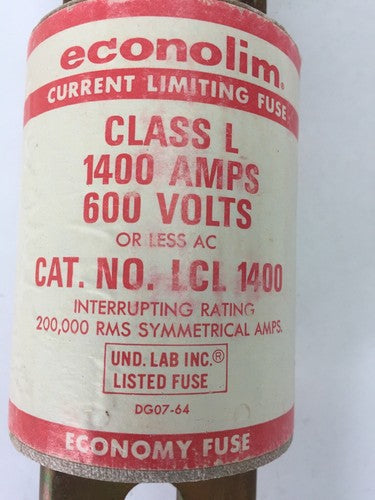 econolim®
CURRENT LIMITING FUSE
CLASS L
1400 AMPS
600 VOLTS
OR LESS AC
CAT. NO. LCL 1400
INTERRUPTING RATING
200,000 RMS SYMMETRICAL AMPS.
UND. LAB INC.®
LISTED FUSE
DG07-64
ECONOMY FUSE